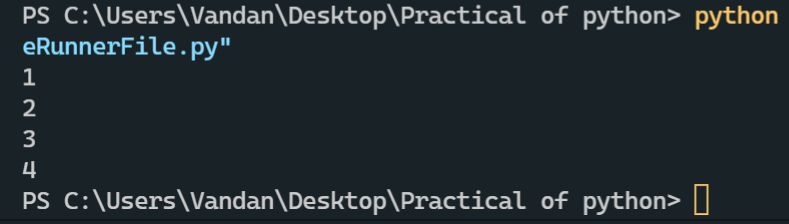 PS C:\Users\Vandan\Desktop\Practical of python> python
eRunnerFile.py"
1
2
3
4
PS C:\Users\Vandan\Desktop\Practical of python>